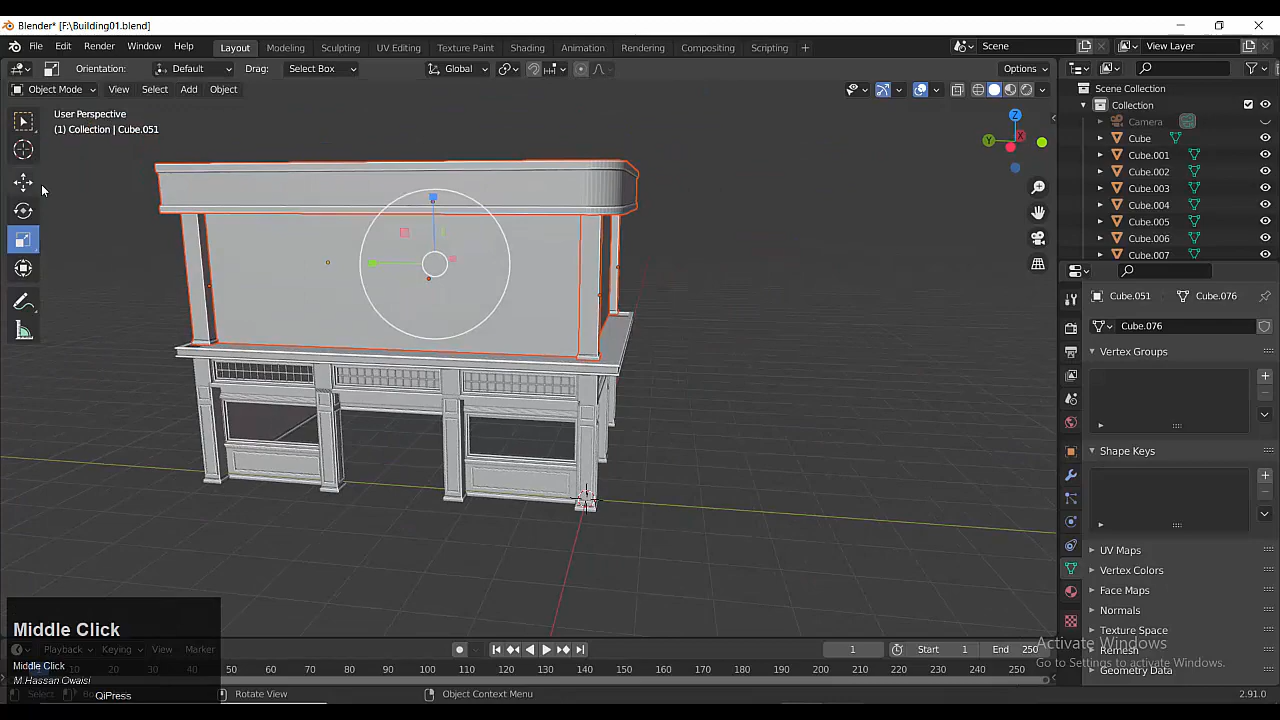 Blender* [F:\Building01.blend]
File Edit Render Window Help Layout Modeling Sculpting UV Editing Texture Paint Shading Animation Rendering Compositing Scripting + Scene View Layer
Orientation: Default Drag: Select Box Global Options
Object Mode View Select Add Object
User Perspective
(1) Collection | Cube.051
Z
Y
X
Scene Collection
Collection
Camera
Cube
Cube.001
Cube.002
Cube.003
Cube.004
Cube.005
Cube.006
Cube.007
Cube.051 Cube.076
Cube.076
Vertex Groups
Shape Keys
UV Maps
Vertex Colors
Face Maps
Normals
Texture Space
Remesh
Geometry Data
Activate Windows
Go to Settings to activate Windows.
Middle Click
Playback Keying View Marker 1 Start 1 End 250
Middle Click
M.Hassan Owaisi
20 30 40 50 60 70 80 90 100 110 120 130 140 150 160 170 180 190 200 210 220 230 240 250
QiPress
Select Rotate View Object Context Menu 2.91.0